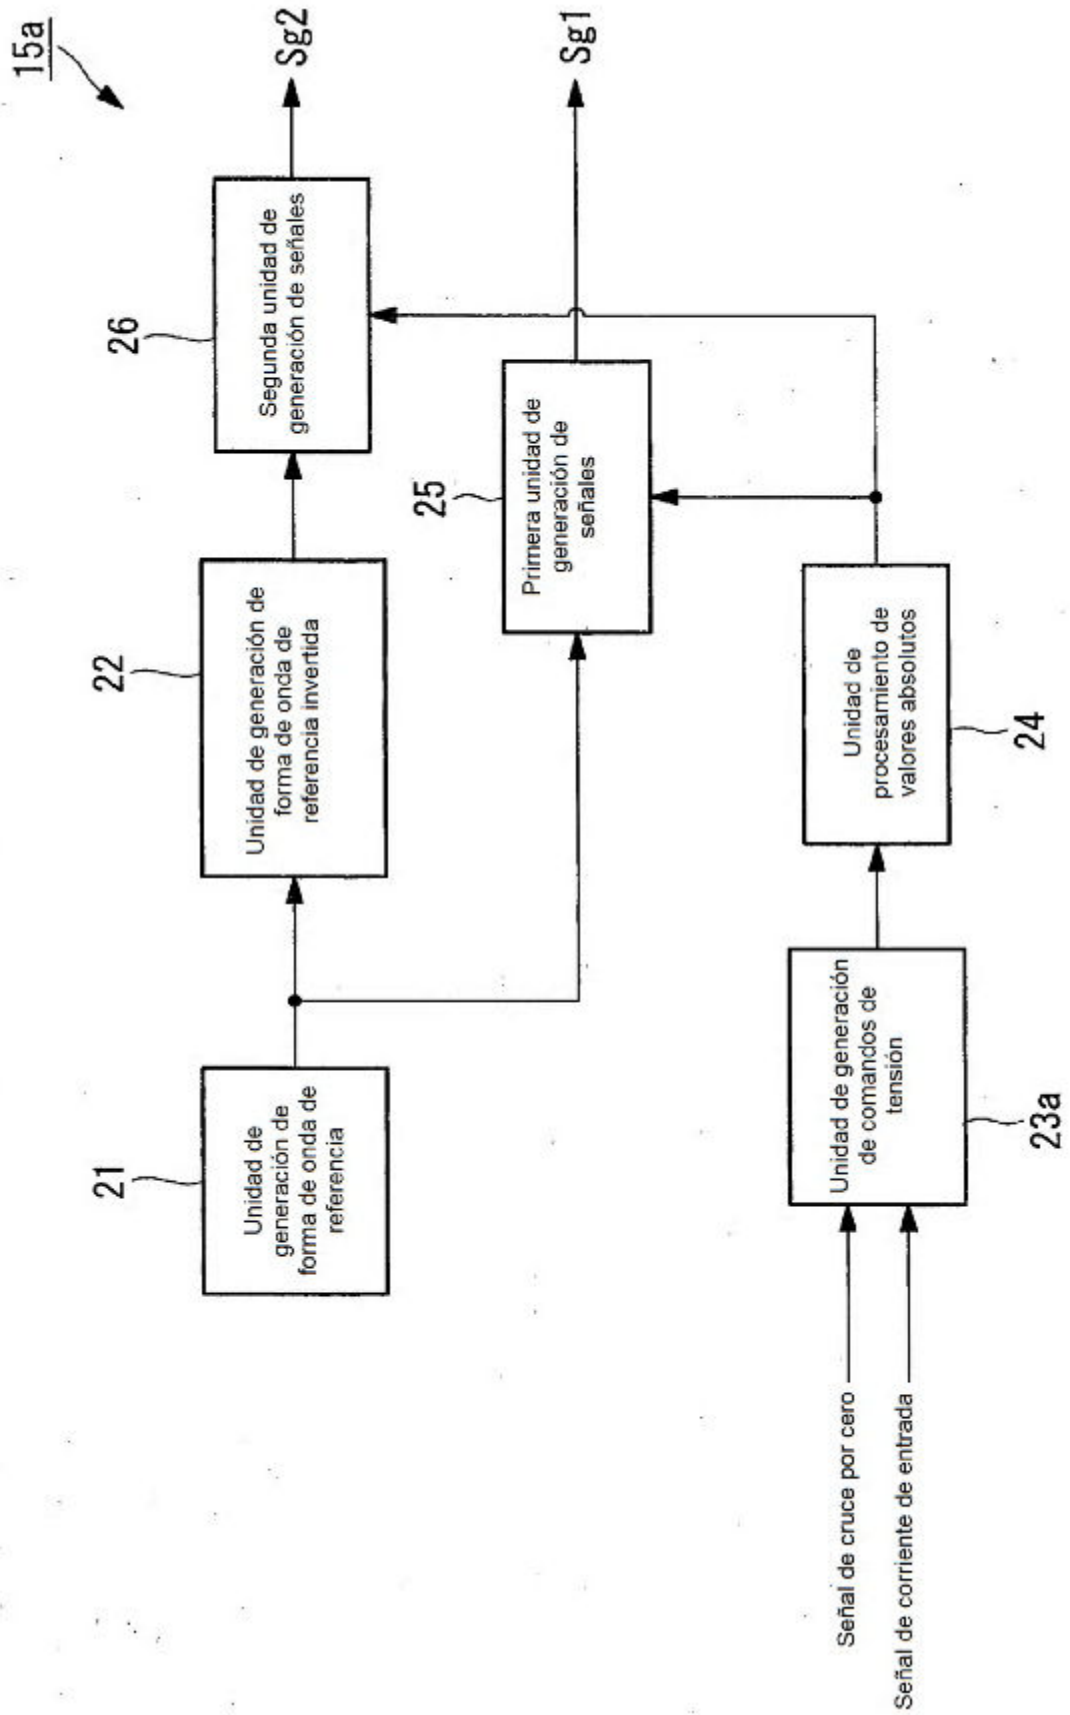 15a
21
Unidad de
generación de
forma de onda de
referencia
22
Unidad de generación de
forma de onda de
referencia invertida
26
Segunda unidad de
generación de señales
Sg2
25
Primera unidad de
generación de
señales
Sg1
Señal de cruce por cero
Señal de corriente de entrada
Unidad de generación
de comandos de
tensión
23a
Unidad de
procesamiento de
valores absolutos
24